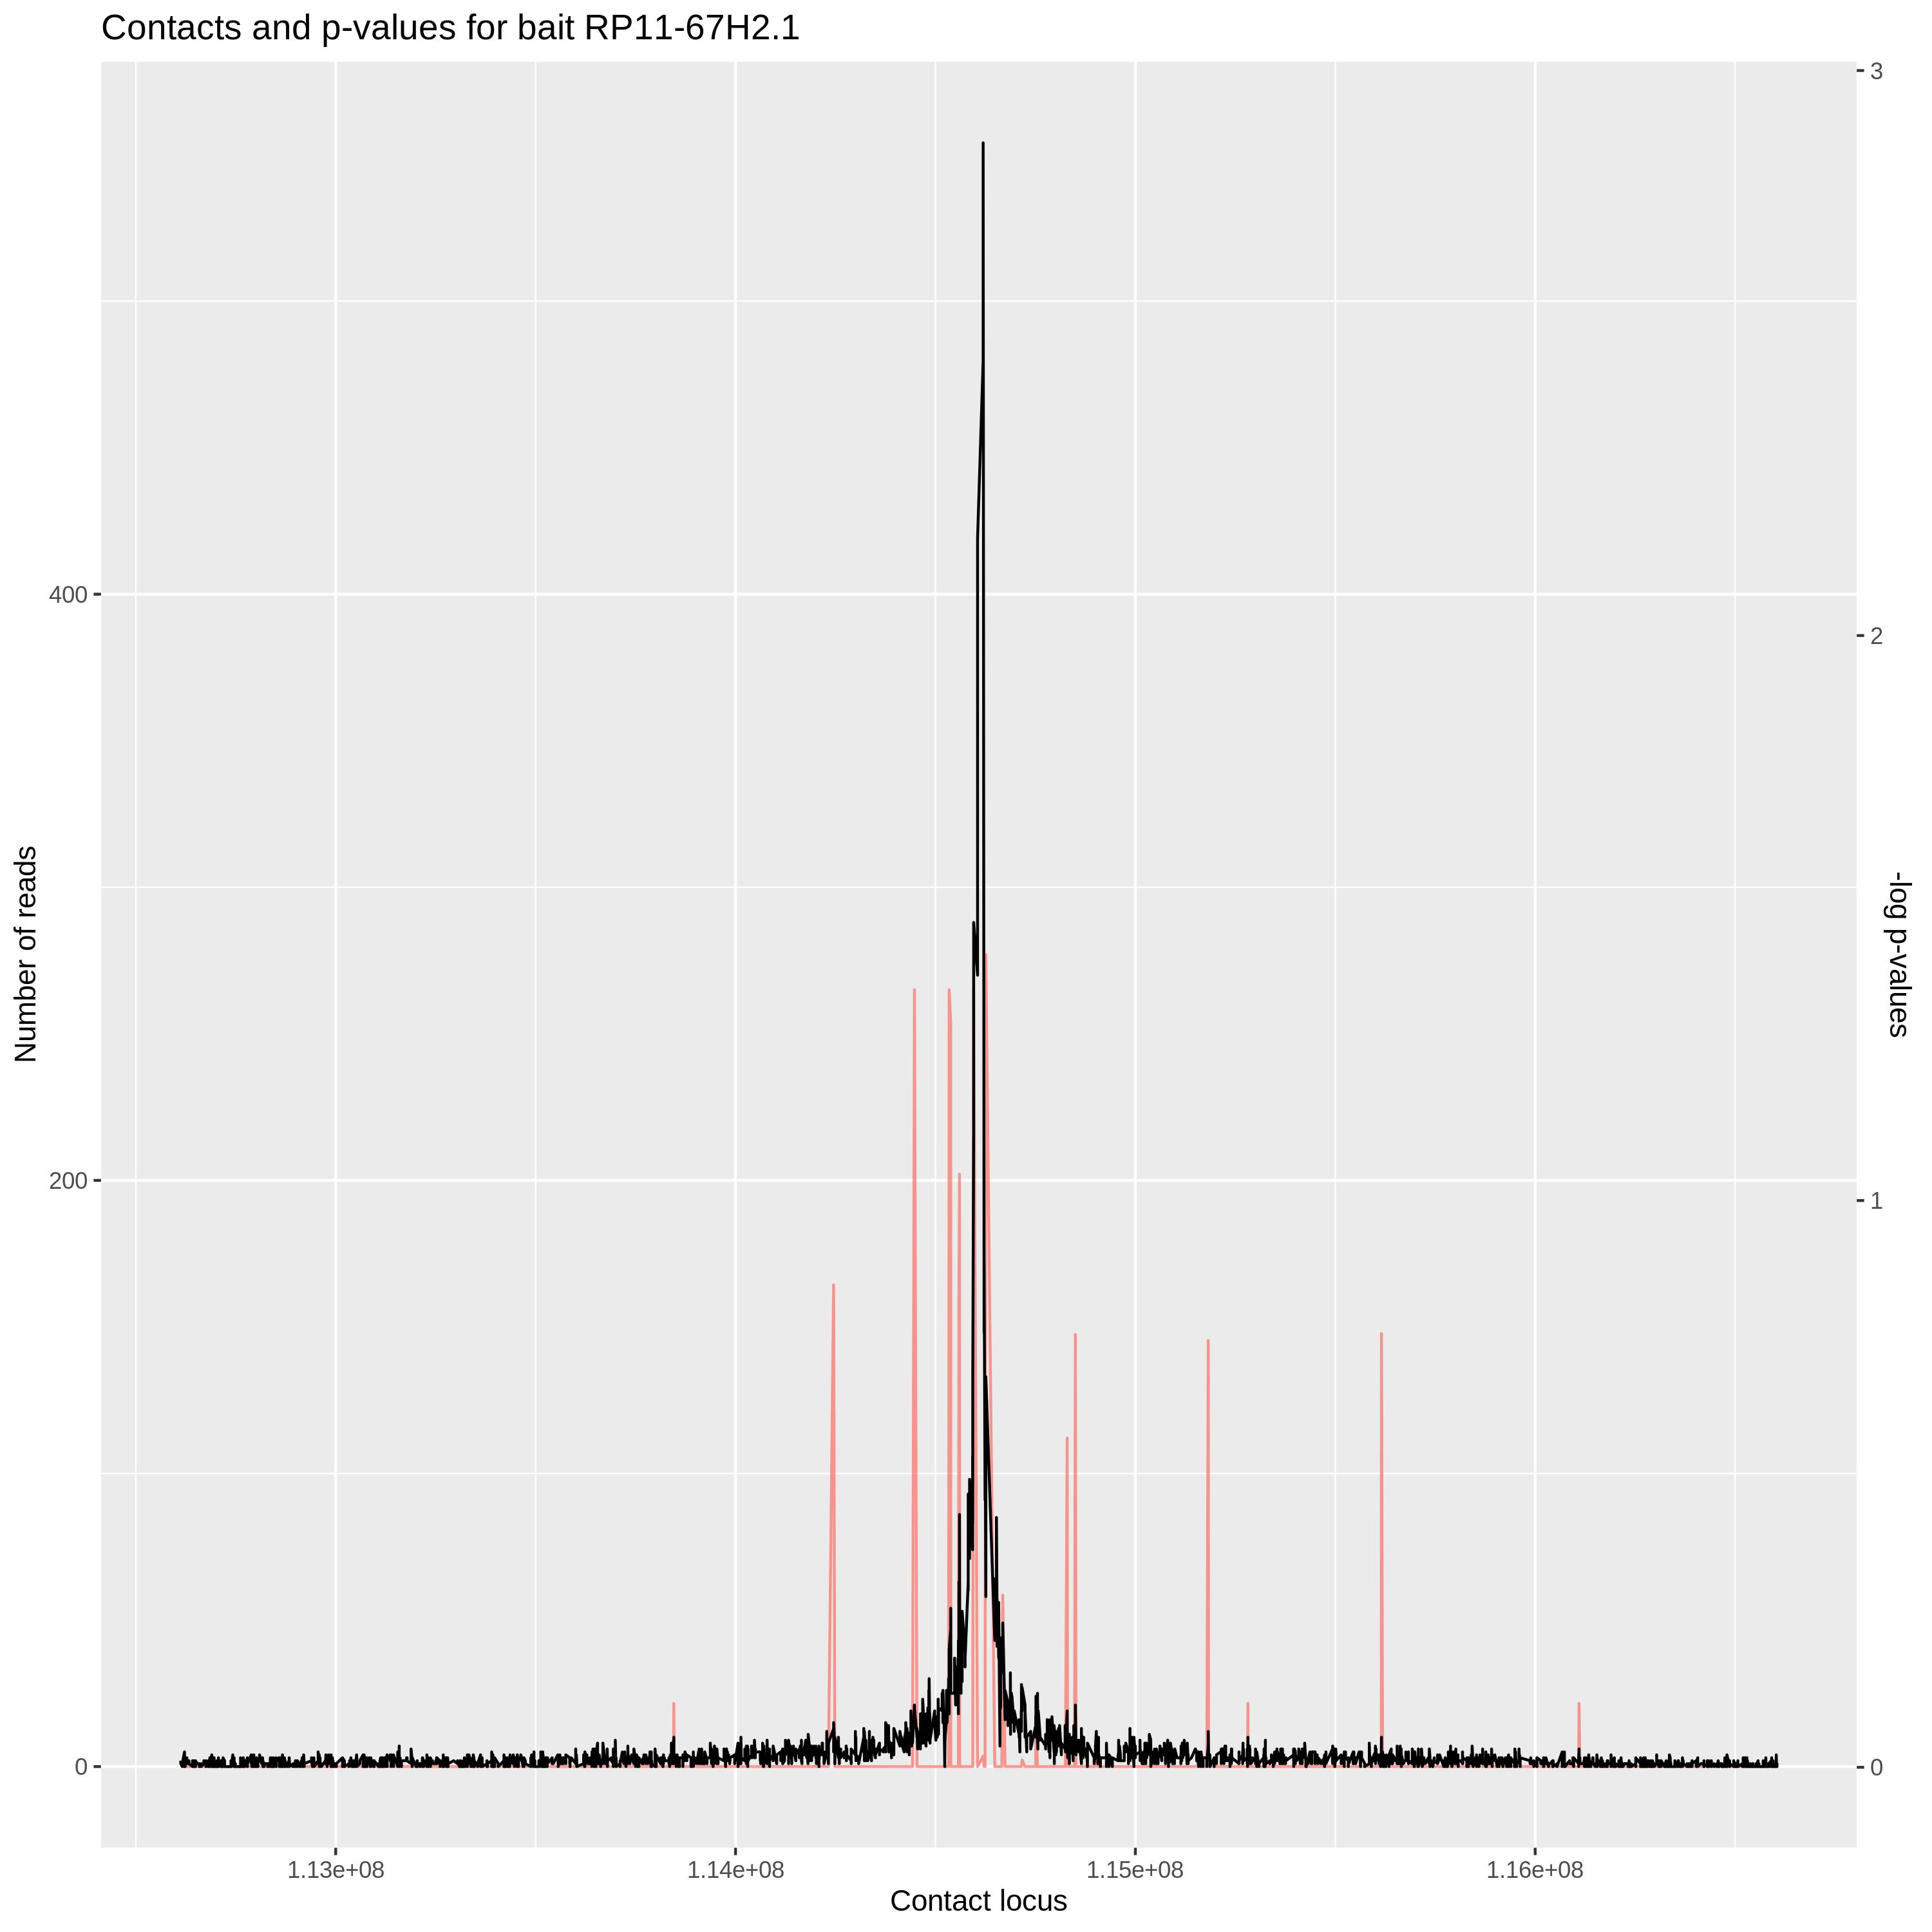 Contacts and p-values for bait RP11-67H2.1
3
400
2
Number of reads
-log p-values
200
1
0
0
1.13e+08
1.14e+08
1.15e+08
1.16e+08
Contact locus